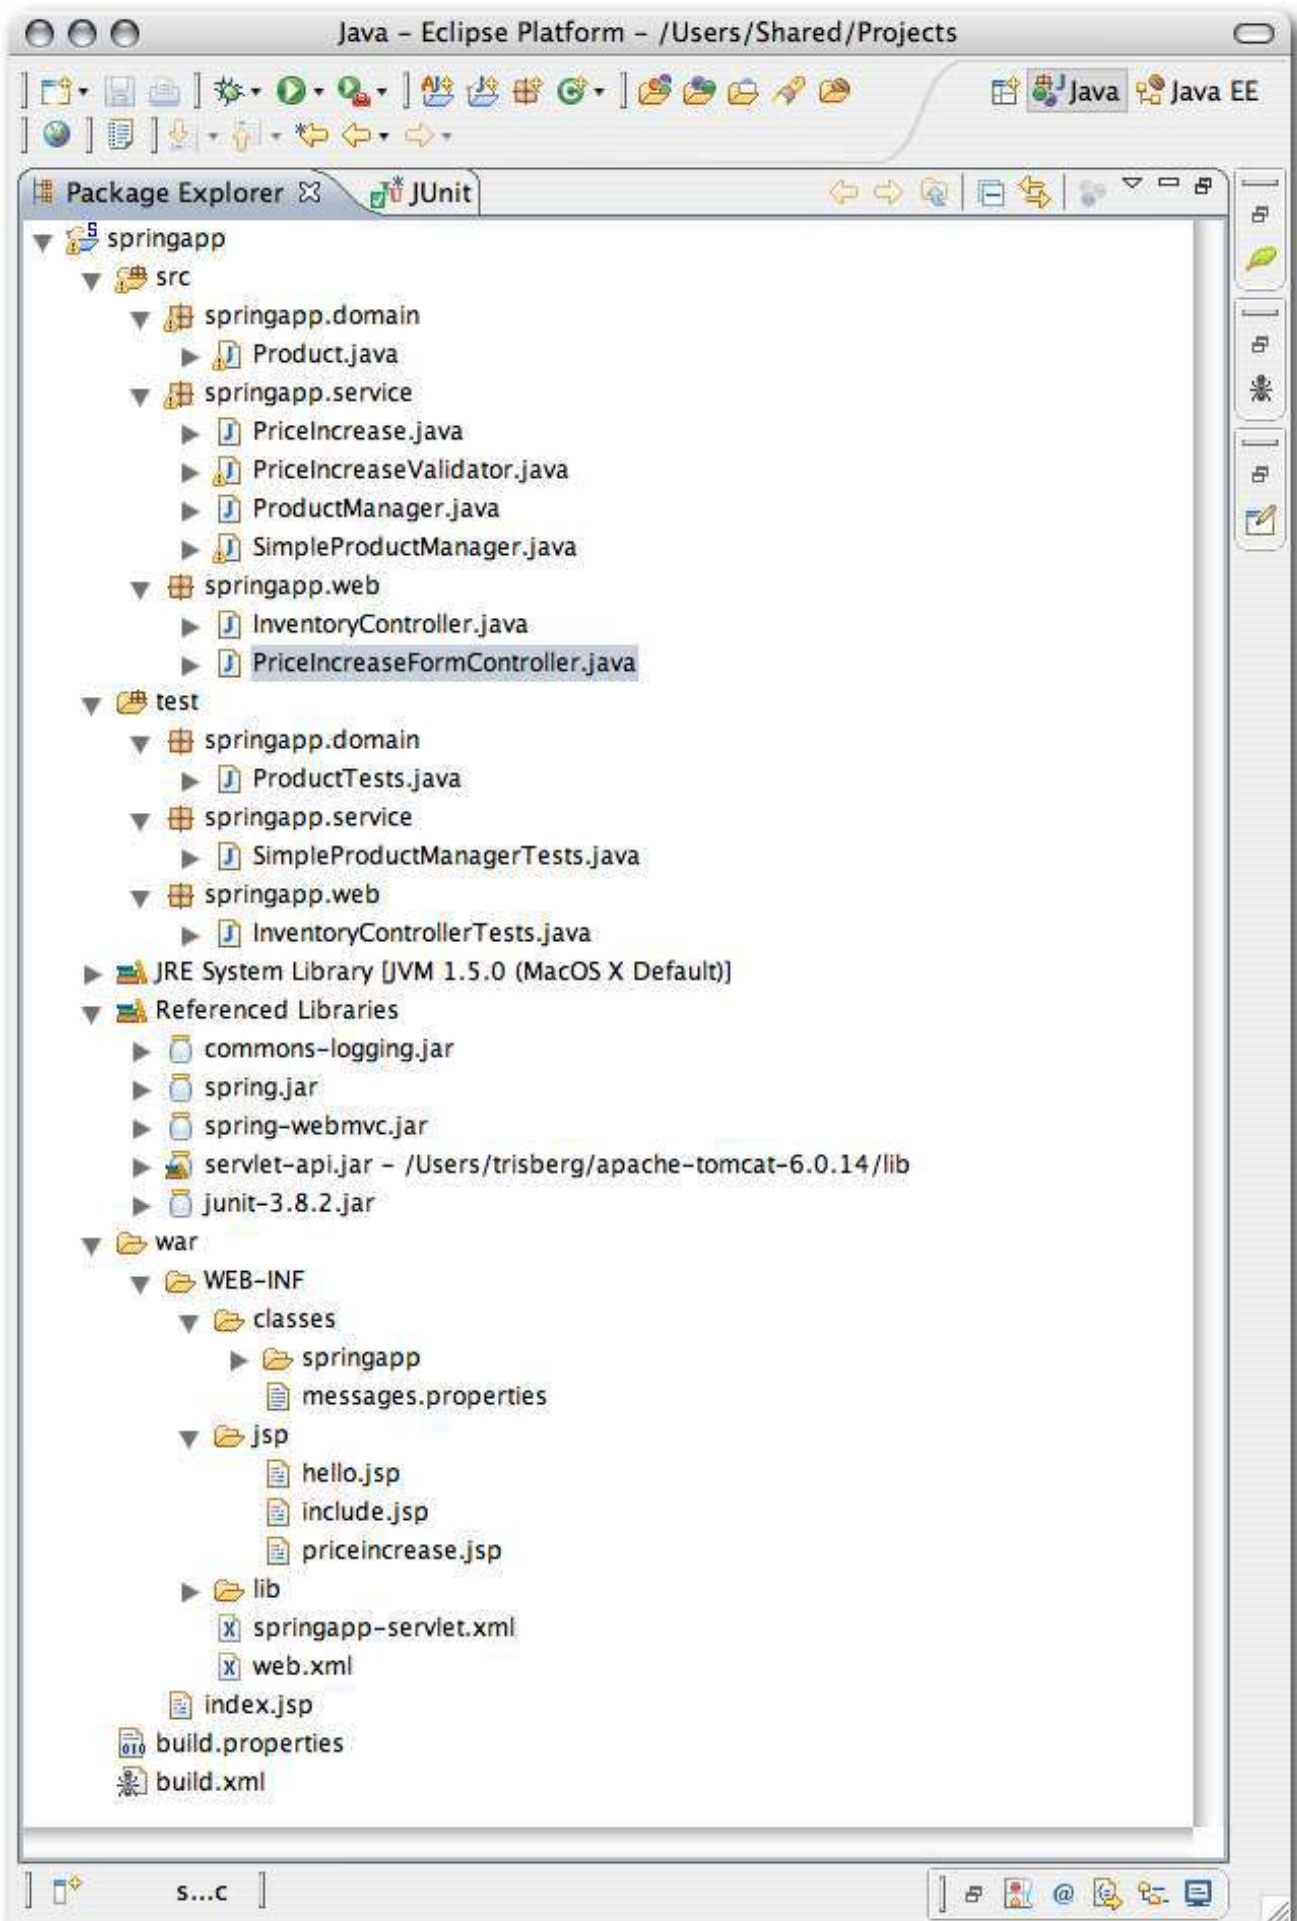 Java – Eclipse Platform – /Users/Shared/Projects
Java Java EE
Package Explorer JUnit
springapp
src
springapp.domain
Product.java
springapp.service
PriceIncrease.java
PriceIncreaseValidator.java
ProductManager.java
SimpleProductManager.java
springapp.web
InventoryController.java
PriceIncreaseFormController.java
test
springapp.domain
ProductTests.java
springapp.service
SimpleProductManagerTests.java
springapp.web
InventoryControllerTests.java
JRE System Library [JVM 1.5.0 (MacOS X Default)]
Referenced Libraries
commons-logging.jar
spring.jar
spring-webmvc.jar
servlet-api.jar – /Users/trisberg/apache-tomcat-6.0.14/lib
junit-3.8.2.jar
war
WEB-INF
classes
springapp
messages.properties
jsp
hello.jsp
include.jsp
priceincrease.jsp
lib
springapp-servlet.xml
web.xml
index.jsp
build.properties
build.xml
s...c